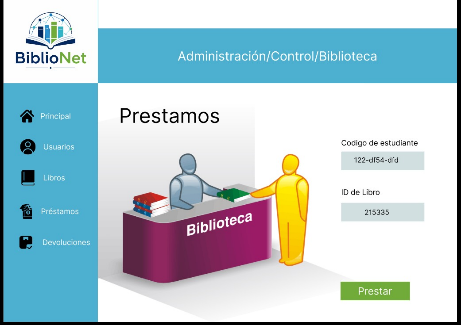 BiblioNet
Administración/Control/Biblioteca
Principal
Usuarios
Libros
Préstamos
Devoluciones
Prestamos
Biblioteca
Codigo de estudiante
122-df54-dfd
ID de Libro
215335
Prestar